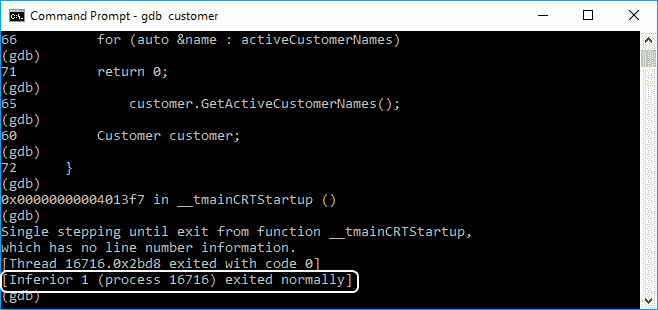 Command Prompt - gdb customer
66          for (auto &name : activeCustomerNames)
(gdb)
71          return 0;
(gdb)
65              customer.GetActiveCustomerNames();
(gdb)
60          Customer customer;
(gdb)
72      }
(gdb)
0x00000000004013f7 in __tmainCRTStartup ()
(gdb)
Single stepping until exit from function __tmainCRTStartup,
which has no line number information.
[Thread 16716.0x2bd8 exited with code 0]
[Inferior 1 (process 16716) exited normally]
(gdb)